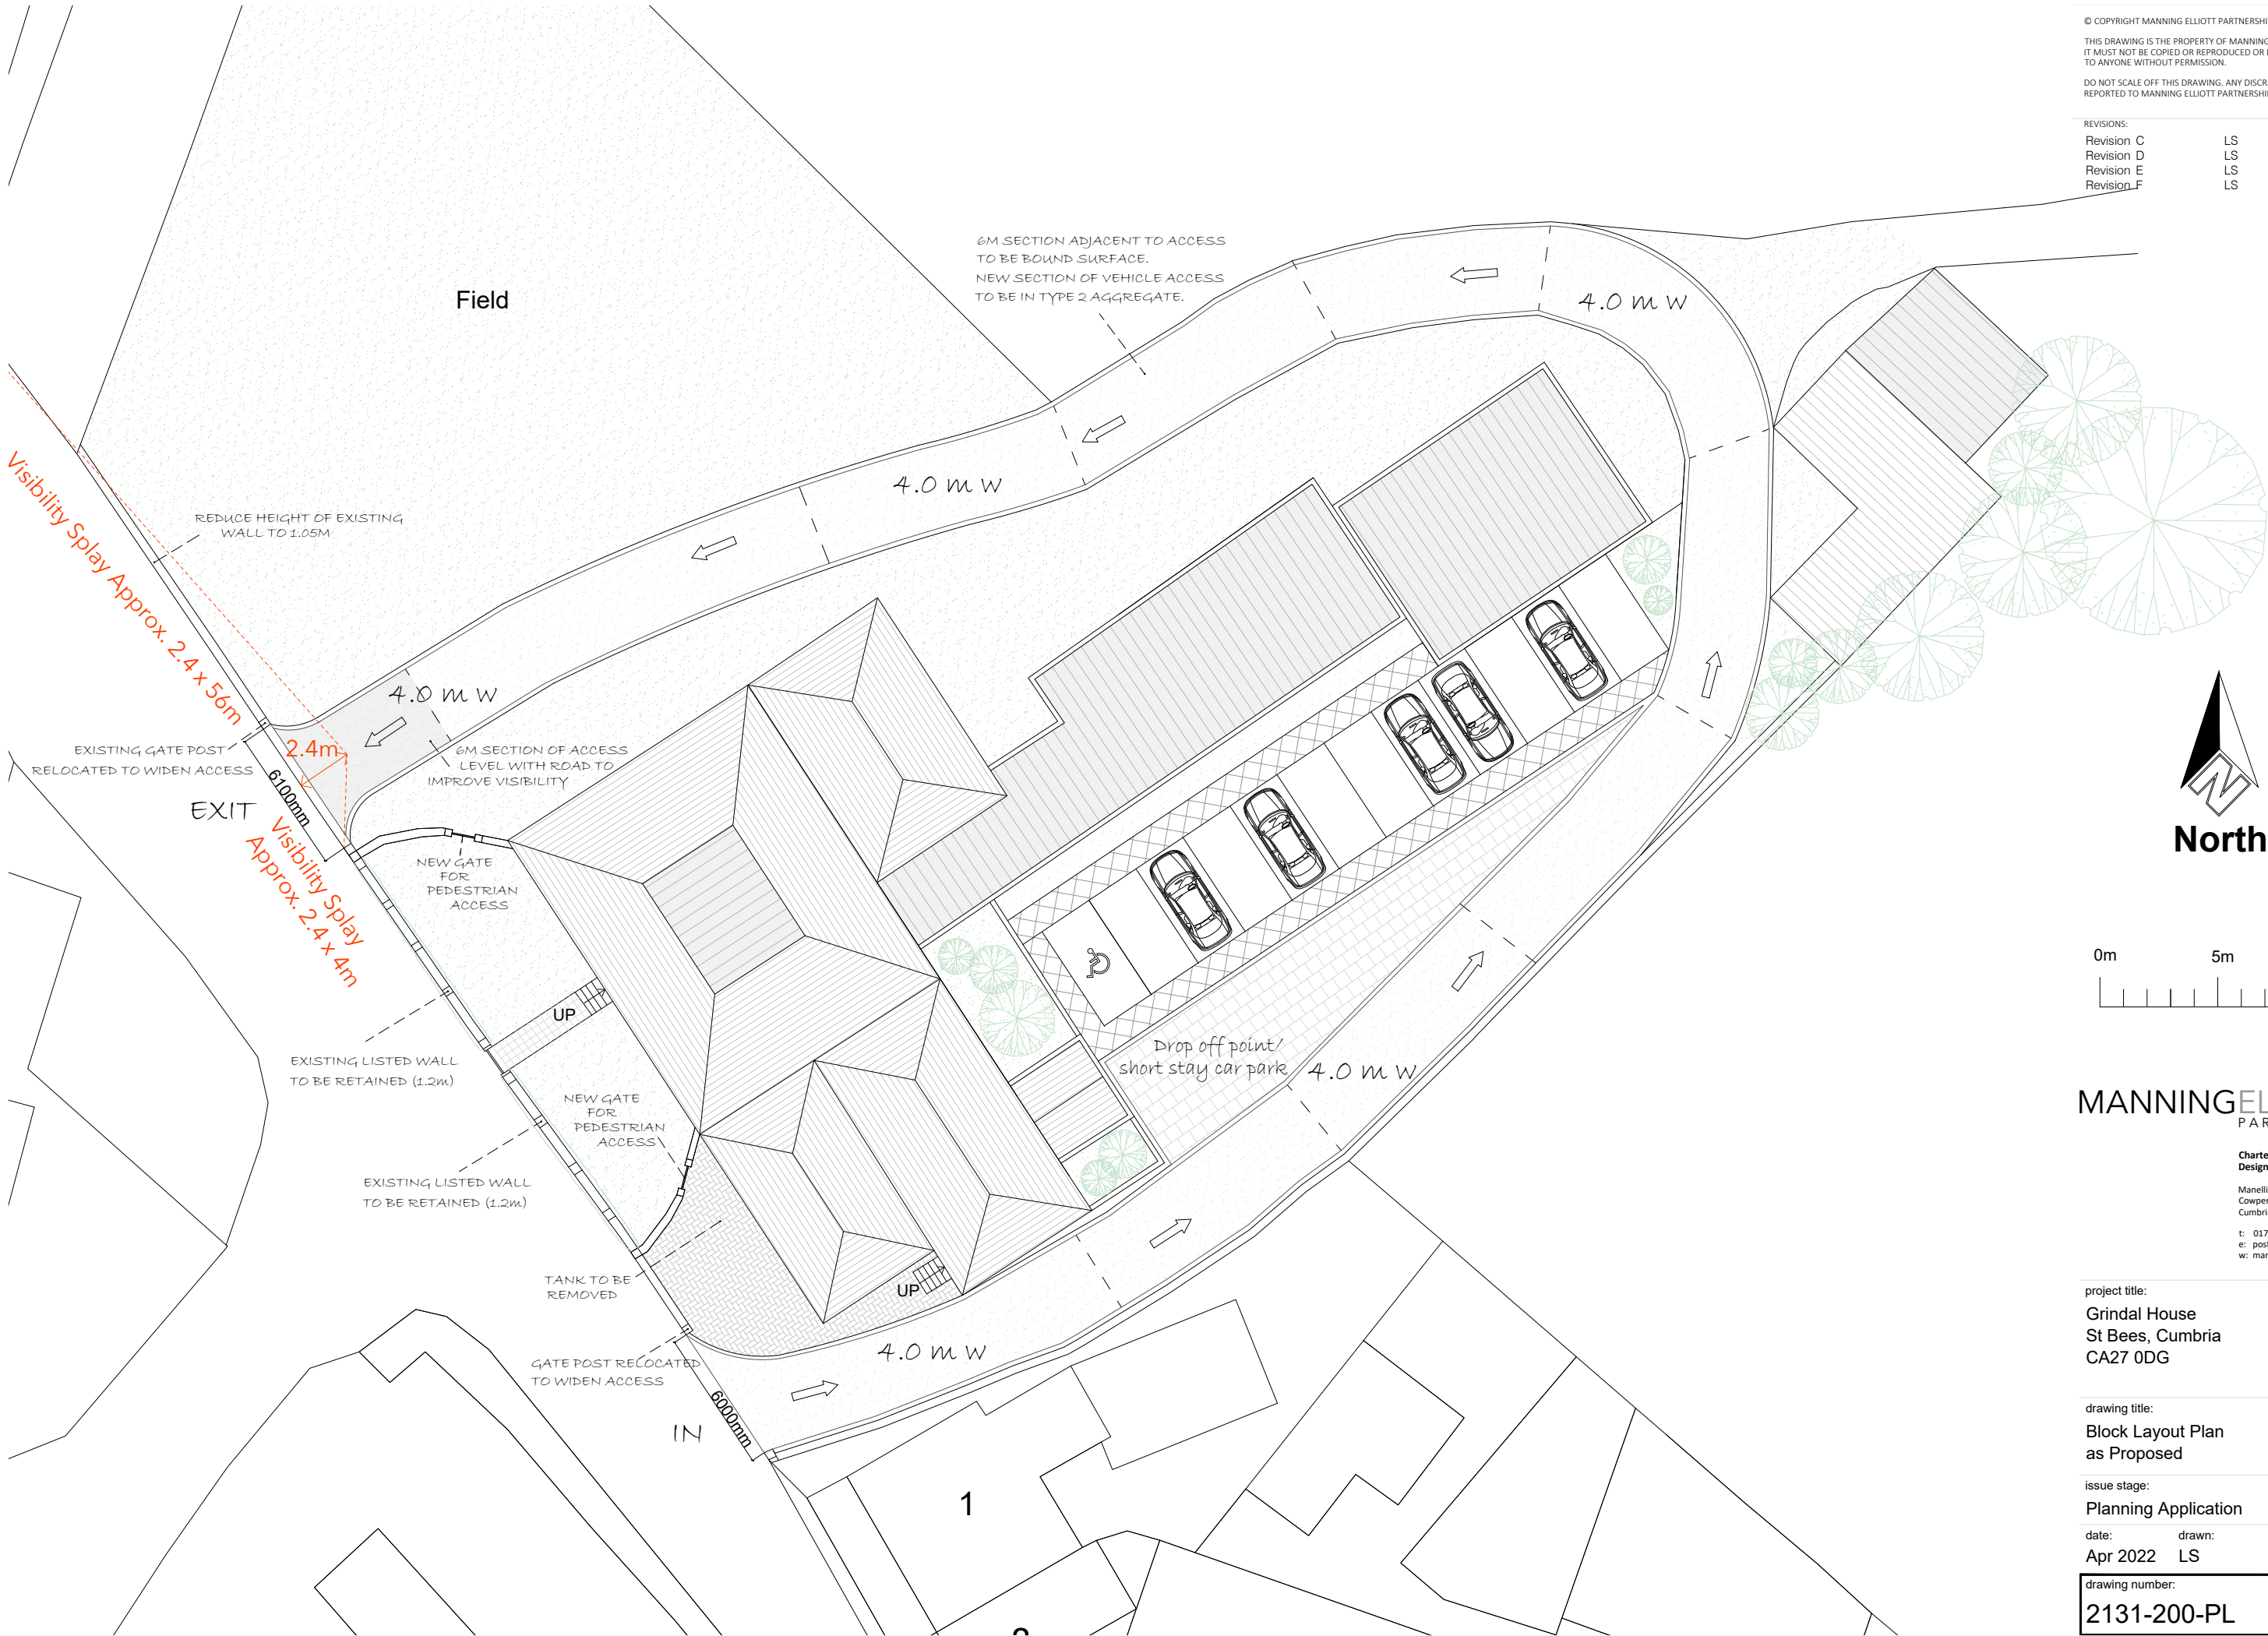 © COPYRIGHT MANNING ELLIOTT PARTNERSHI
THIS DRAWING IS THE PROPERTY OF MANNING
IT MUST NOT BE COPIED OR REPRODUCED OR
TO ANYONE WITHOUT PERMISSION.
DO NOT SCALE OFF THIS DRAWING. ANY DISCR
REPORTED TO MANNING ELLIOTT PARTNERSHI
REVISIONS:
Revision C LS
Revision D LS
Revision E LS
Revision F LS
6M SECTION ADJACENT TO ACCESS
TO BE BOUND SURFACE.
NEW SECTION OF VEHICLE ACCESS
TO BE IN TYPE 2 AGGREGATE.
Field
4.0 m w
4.0 m w
Visibility Splay Approx. 2.4 x 56m
REDUCE HEIGHT OF EXISTING
WALL TO 1.05M
4.0 m w
EXISTING GATE POST
RELOCATED TO WIDEN ACCESS
2.4m
6M SECTION OF ACCESS
LEVEL WITH ROAD TO
IMPROVE VISIBILITY
6100mm
EXIT
Visibility Splay
Approx. 2.4 x 4m
NEW GATE
FOR
PEDESTRIAN
ACCESS
UP
EXISTING LISTED WALL
TO BE RETAINED (1.2m)
NEW GATE
FOR
PEDESTRIAN
ACCESS
EXISTING LISTED WALL
TO BE RETAINED (1.2m)
Drop off point/
short stay car park
4.0 m w
TANK TO BE
REMOVED
UP
GATE POST RELOCATED
TO WIDEN ACCESS
4.0 m w
6000mm
IN
1
N
North
0m 5m
MANNINGEL
PAR
Charte
Design
Manelli
Cowper
Cumbri
t: 017
e: post
w: man
project title:
Grindal House
St Bees, Cumbria
CA27 0DG
drawing title:
Block Layout Plan
as Proposed
issue stage:
Planning Application
date: drawn:
Apr 2022 LS
drawing number:
2131-200-PL